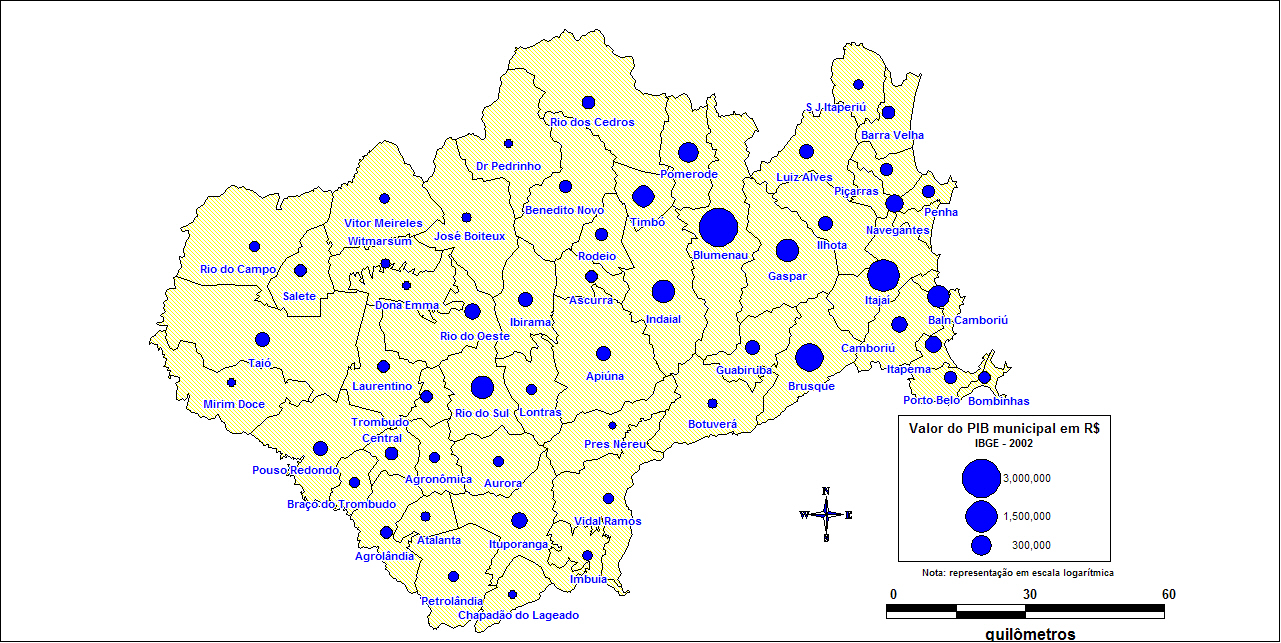 S J Itaperiú
Rio dos Cedros
Barra Velha
Dr Pedrinho
Pomerode
Luiz Alves
Piçarras
Benedito Novo
Penha
Vitor Meireles
Timbó
Navegantes
José Boiteux
Witmarsum
Ilhota
Rodeio
Blumenau
Rio do Campo
Gaspar
Salete
Ascurra
Itajaí
Dona Emma
Indaial
Baln Camboriú
Ibirama
Rio do Oeste
Camboriú
Taió
Itapema
Guabiruba
Apiúna
Laurentino
Brusque
Porto Belo
Bombinhas
Mirim Doce
Rio do Sul
Lontras
Trombudo
Central
Botuverá
Pres Nereu
Pouso Redondo
Agronômica
Aurora
Braço do Trombudo
Vidal Ramos
Atalanta
Ituporanga
Agrolândia
Imbuia
Petrolândia
Chapadão do Lageado
Valor do PIB municipal em R$
IBGE - 2002
3,000,000
1,500,000
300,000
N
W E
S
Nota: representação em escala logarítmica
0 30 60
quilômetros